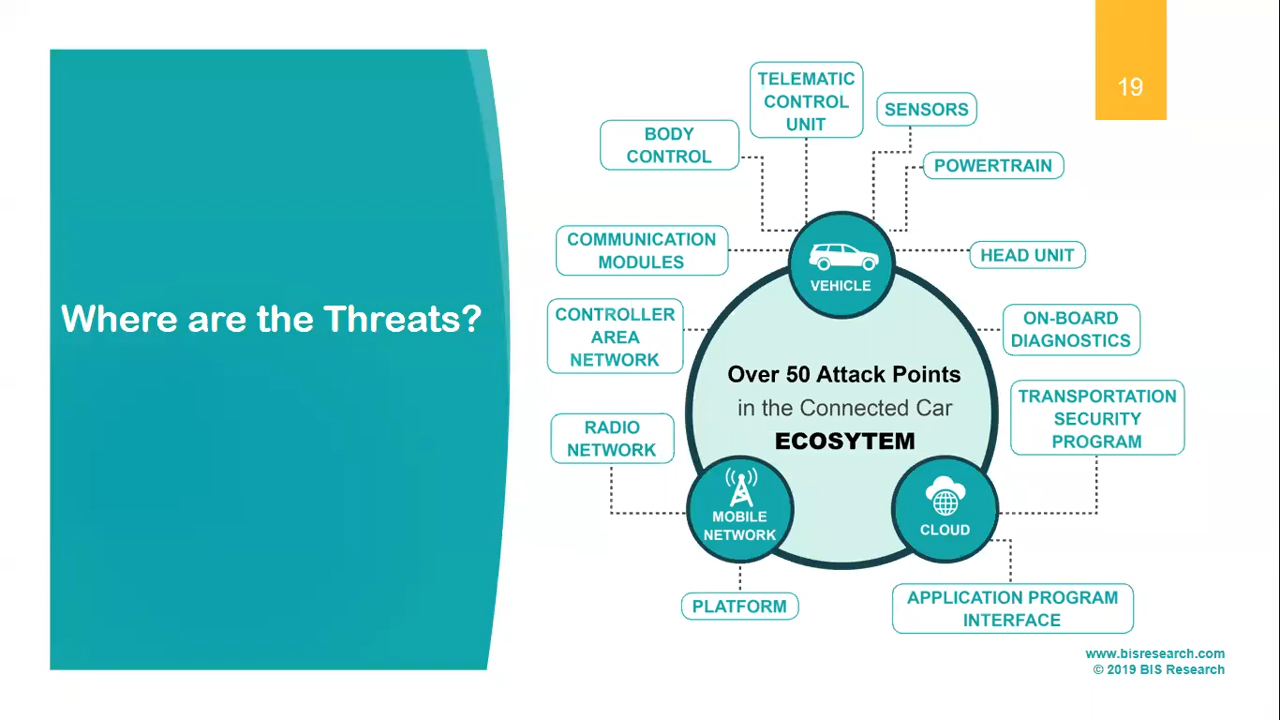 19
Where are the Threats?
TELEMATIC
CONTROL
UNIT
SENSORS
BODY
CONTROL
POWERTRAIN
COMMUNICATION
MODULES
VEHICLE
HEAD UNIT
CONTROLLER
AREA
NETWORK
ON-BOARD
DIAGNOSTICS
Over 50 Attack Points
in the Connected Car
ECOSYTEM
RADIO
NETWORK
TRANSPORTATION
SECURITY
PROGRAM
MOBILE
NETWORK
CLOUD
PLATFORM
APPLICATION PROGRAM
INTERFACE
www.bisresearch.com
© 2019 BIS Research